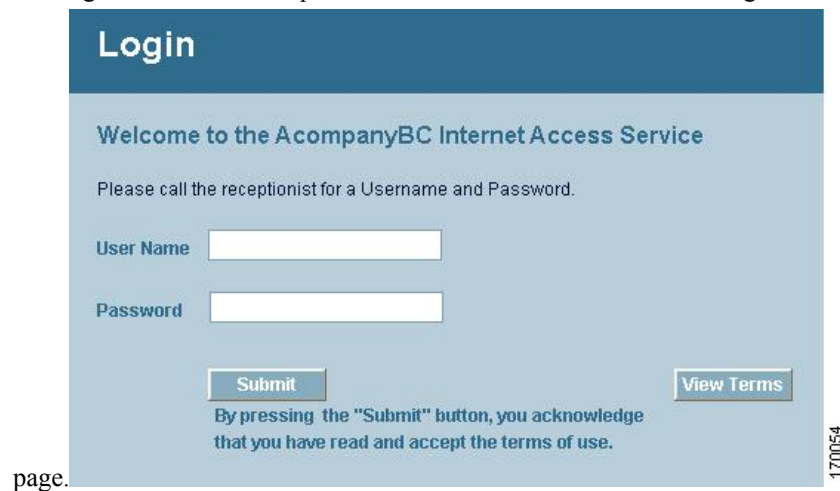 Login
Welcome to the AcompanyBC Internet Access Service
Please call the receptionist for a Username and Password.
User Name
Password
Submit
View Terms
By pressing the "Submit" button, you acknowledge
that you have read and accept the terms of use.
170054
page.